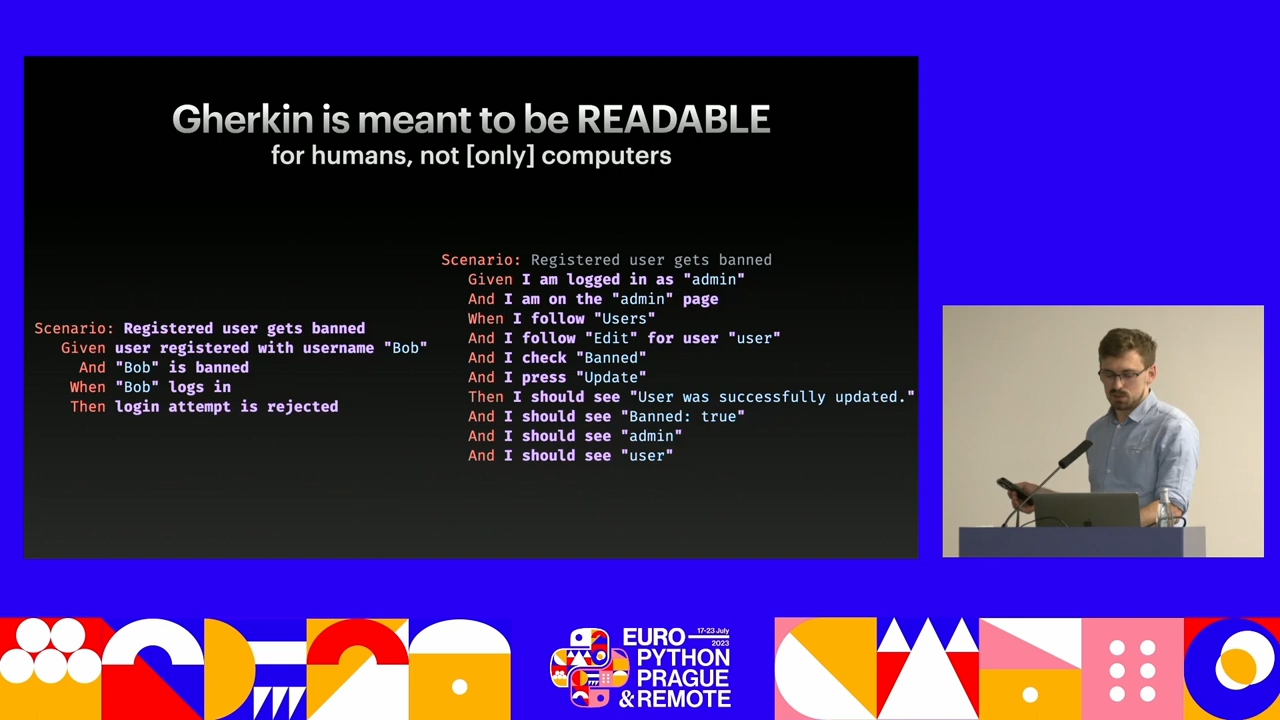 Gherkin is meant to be READABLE
for humans, not [only] computers
Scenario: Registered user gets banned
Given user registered with username "Bob"
And "Bob" is banned
When "Bob" logs in
Then login attempt is rejected
Scenario: Registered user gets banned
Given I am logged in as "admin"
And I am on the "admin" page
When I follow "Users"
And I follow "Edit" for user "user"
And I check "Banned"
And I press "Update"
Then I should see "User was successfully updated."
And I should see "Banned: true"
And I should see "admin"
And I should see "user"
17-23 July
2023
EURO
PYTHON
PRAGUE
& REMOTE